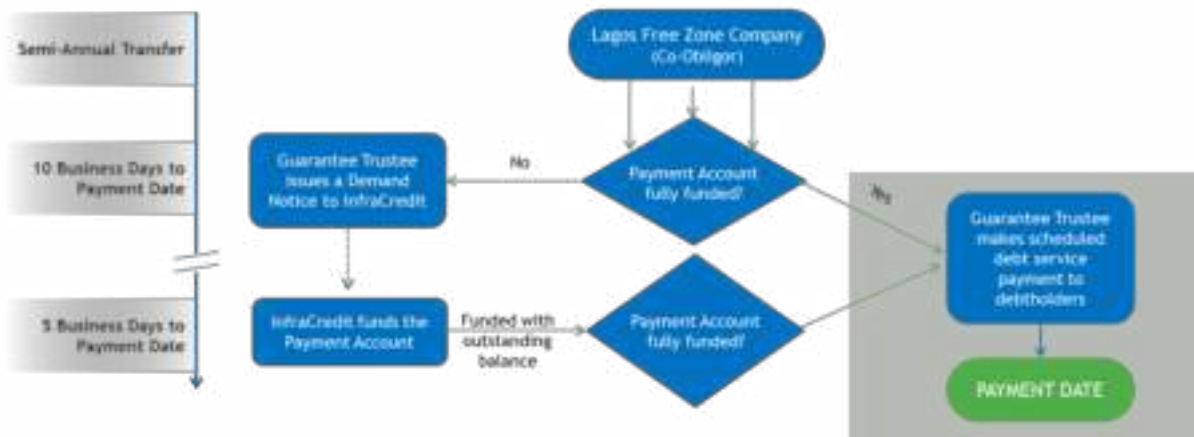 Semi-Annual Transfer
Lagos Free Zone Company
(Co-Obligor)
10 Business Days to
Payment Date
Guarantee Trustee
issues a Demand
Notice to InfraCredit
No
Payment Account
fully funded?
Yes
Guarantee Trustee
makes scheduled
debt service
payment to
debtholders
5 Business Days to
Payment Date
InfraCredit funds the
Payment Account
Funded with
outstanding
balance
Payment Account
fully funded?
PAYMENT DATE